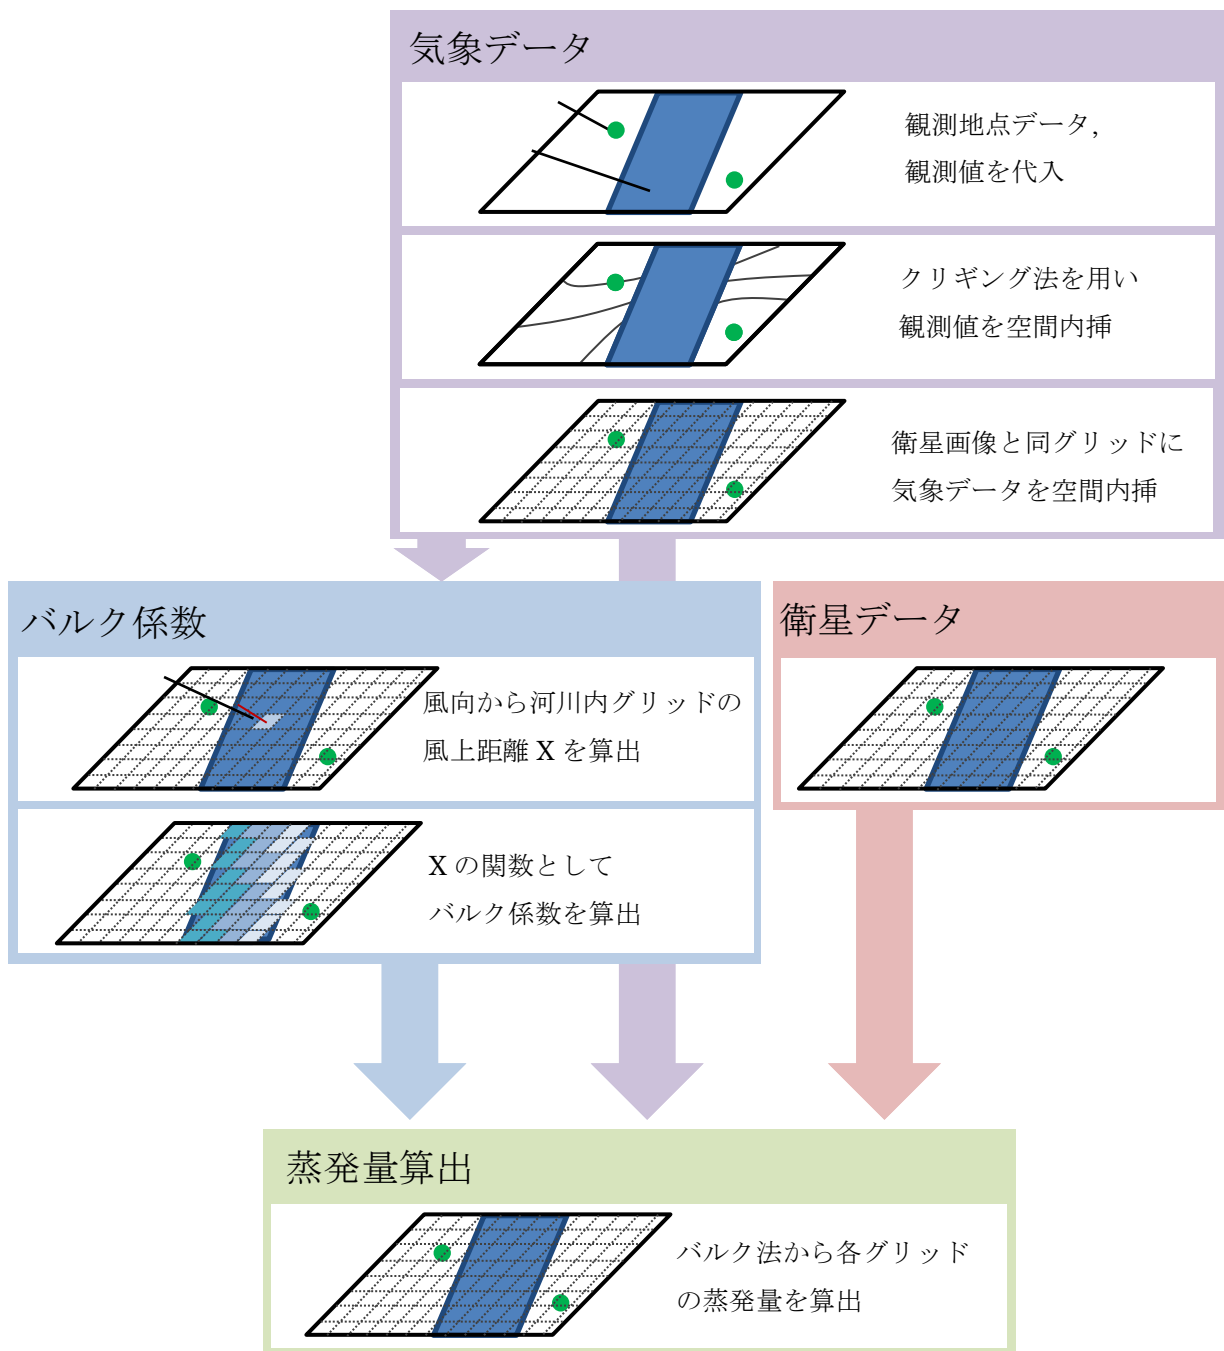 気象データ
観測地点データ,
観測値を代入
クリギング法を用い
観測値を空間内挿
衛星画像と同グリッドに
気象データを空間内挿
バルク係数
風向から河川内グリッドの
風上距離 X を算出
X の関数として
バルク係数を算出
衛星データ
蒸発量算出
バルク法から各グリッド
の蒸発量を算出